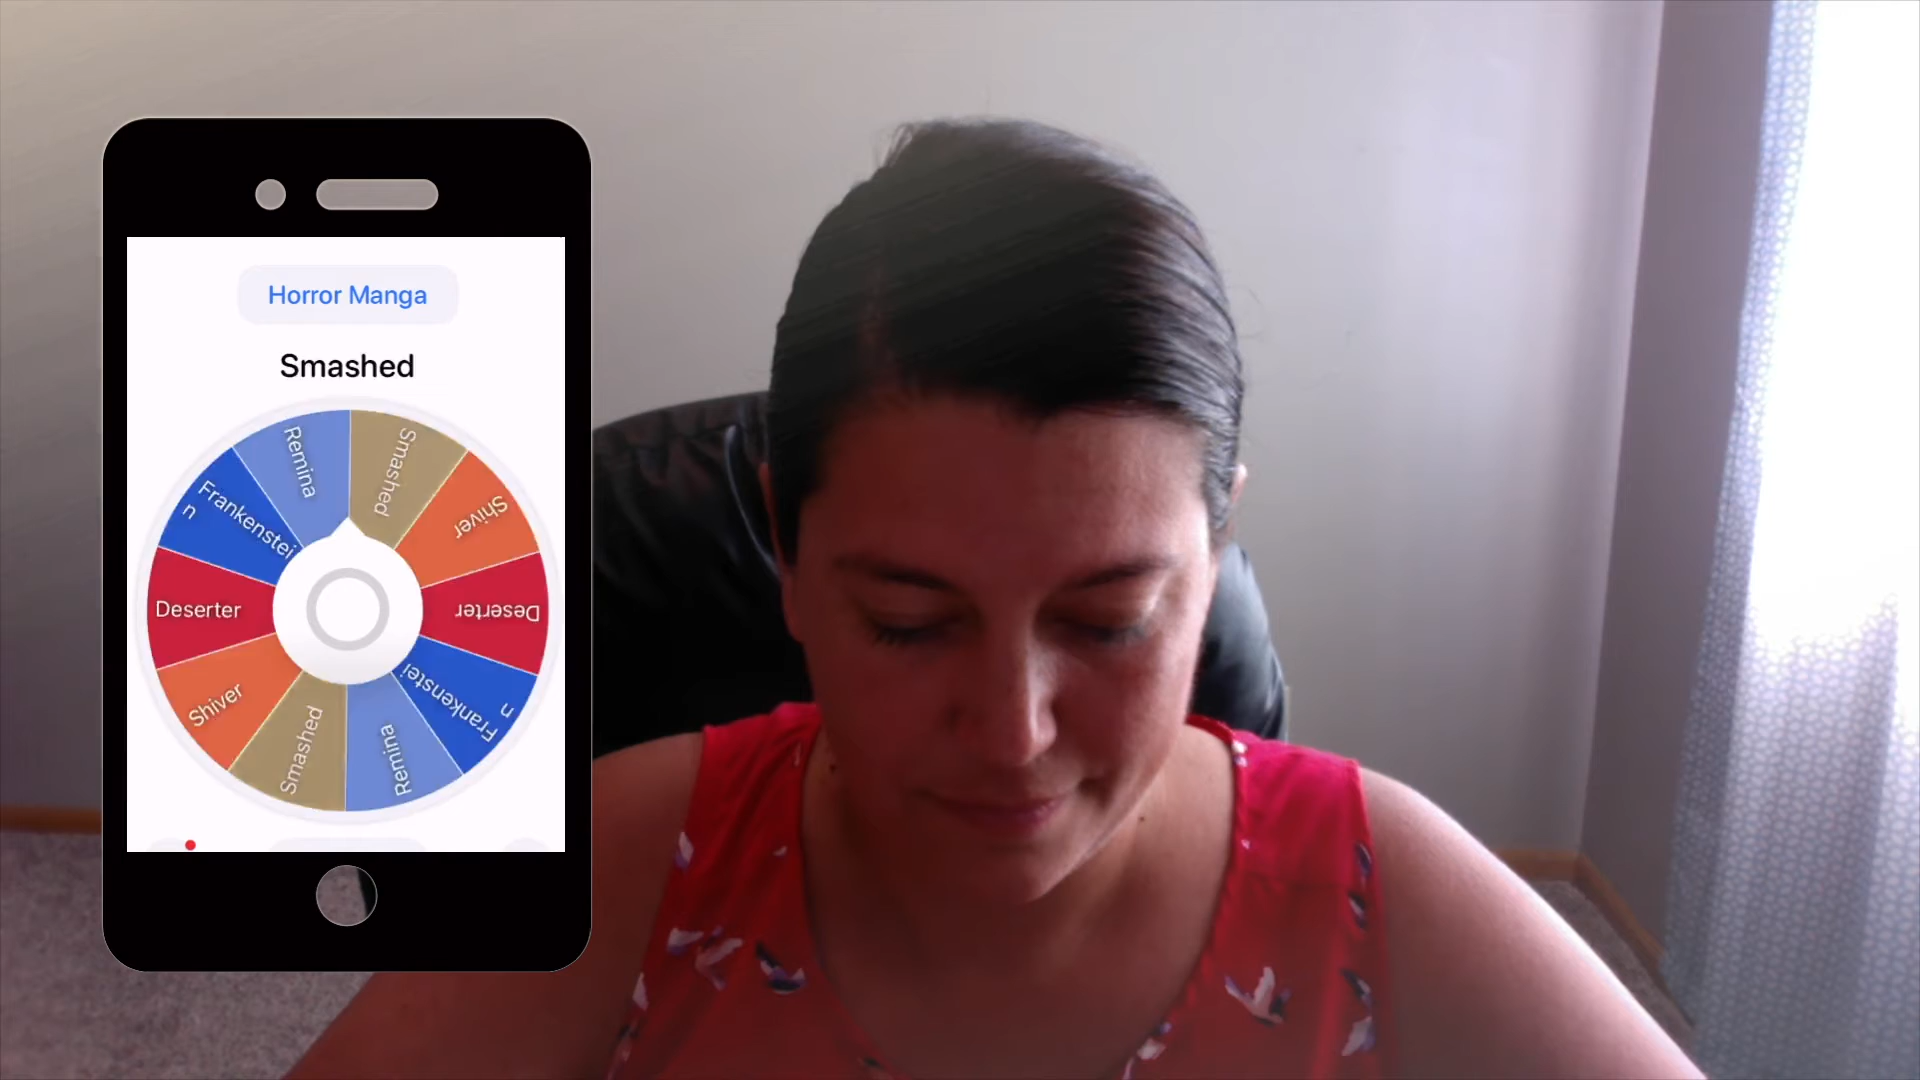 Horror Manga
Smashed
Remina
Smashed
Frankenstei
n
Shiver
Deserter
Deserter
Shiver
Frankenstei
n
Smashed
Remina